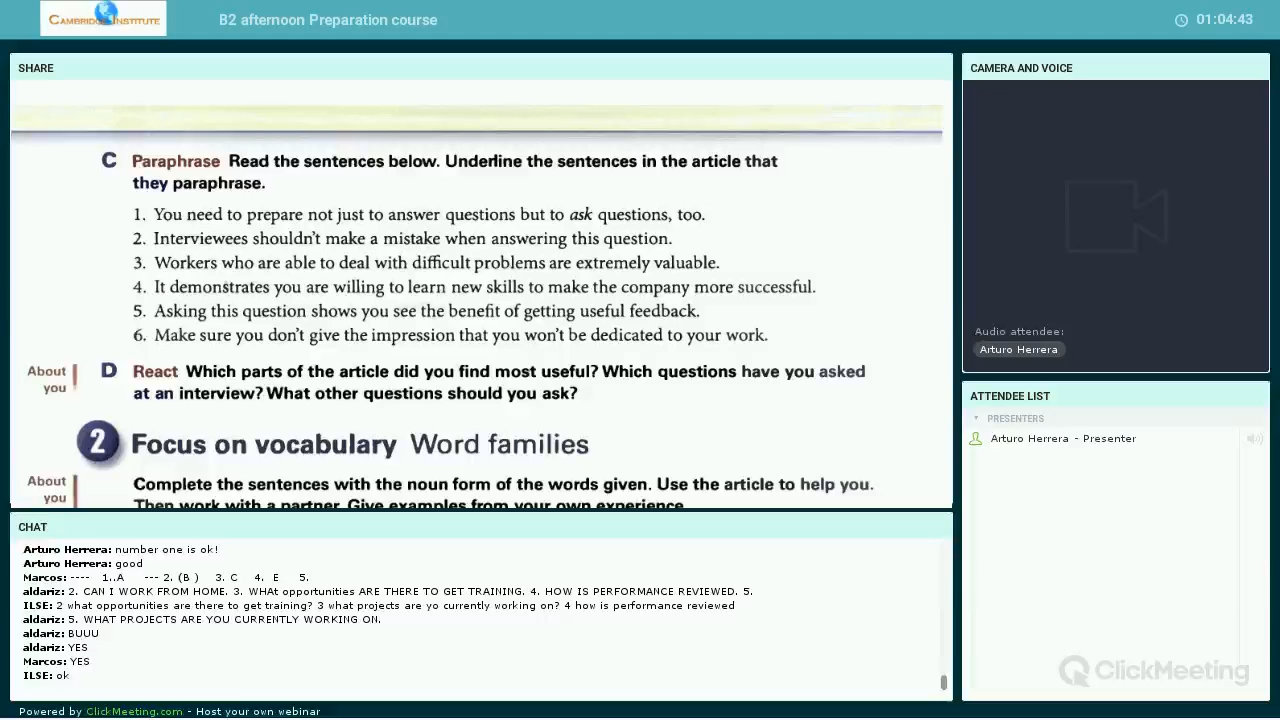 CAMBRIDGE INSTITUTE
B2 afternoon Preparation course
01:04:43
SHARE
C Paraphrase Read the sentences below. Underline the sentences in the article that
they paraphrase.
1. You need to prepare not just to answer questions but to ask questions, too.
2. Interviewees shouldn't make a mistake when answering this question.
3. Workers who are able to deal with difficult problems are extremely valuable.
4. It demonstrates you are willing to learn new skills to make the company more successful.
5. Asking this question shows you see the benefit of getting useful feedback.
6. Make sure you don't give the impression that you won't be dedicated to your work.
About
you
D React Which parts of the article did you find most useful? Which questions have you asked
at an interview? What other questions should you ask?
2 Focus on vocabulary Word families
About
you
Complete the sentences with the noun form of the words given. Use the article to help you.
Then work with a partner. Give examples from your own experience.
CHAT
Arturo Herrera: number one is ok!
Arturo Herrera: good
Marcos: ---- 1..A --- 2. (B ) 3. C 4. E 5.
aldariz: 2. CAN I WORK FROM HOME. 3. WHAt opportunities ARE THERE TO GET TRAINING. 4. HOW IS PERFORMANCE REVIEWED. 5.
ILSE: 2 what opportunities are there to get training? 3 what projects are yo currently working on? 4 how is performance reviewed
aldariz: 5. WHAT PROJECTS ARE YOU CURRENTLY WORKING ON.
aldariz: BUUU
aldariz: YES
Marcos: YES
ILSE: ok
CAMERA AND VOICE
Audio attendee:
Arturo Herrera
ATTENDEE LIST
PRESENTERS
Arturo Herrera - Presenter
ClickMeeting
Powered by ClickMeeting.com - Host your own webinar